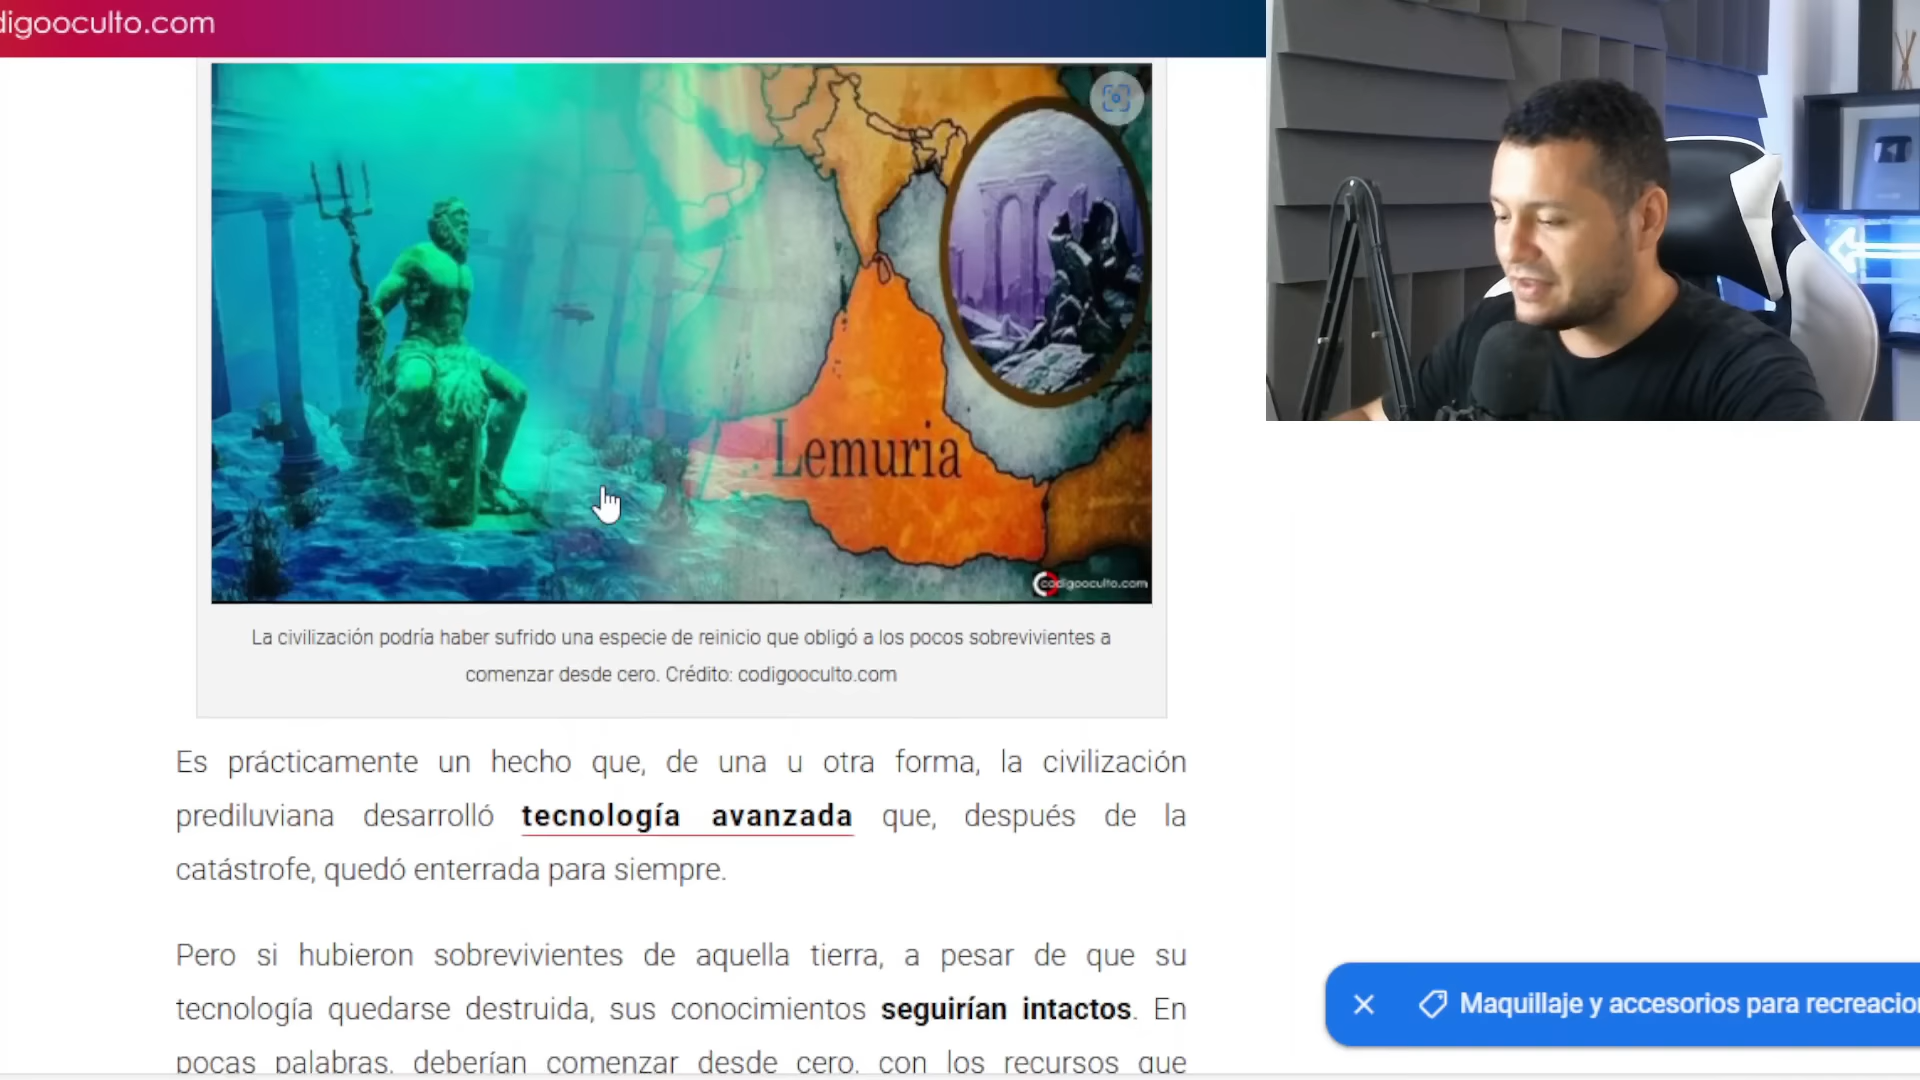 digooculto.com
Lemuria
codigooculto.com
La civilización podría haber sufrido una especie de reinicio que obligó a los pocos sobrevivientes a
comenzar desde cero. Crédito: codigooculto.com
Es prácticamente un hecho que, de una u otra forma, la civilización
prediluviana desarrolló tecnología avanzada que, después de la
catástrofe, quedó enterrada para siempre.
Pero si hubieron sobrevivientes de aquella tierra, a pesar de que su
tecnología quedarse destruida, sus conocimientos seguirían intactos. En
pocas palabras, deberían comenzar desde cero, con los recursos que
Maquillaje y accesorios para recreacion